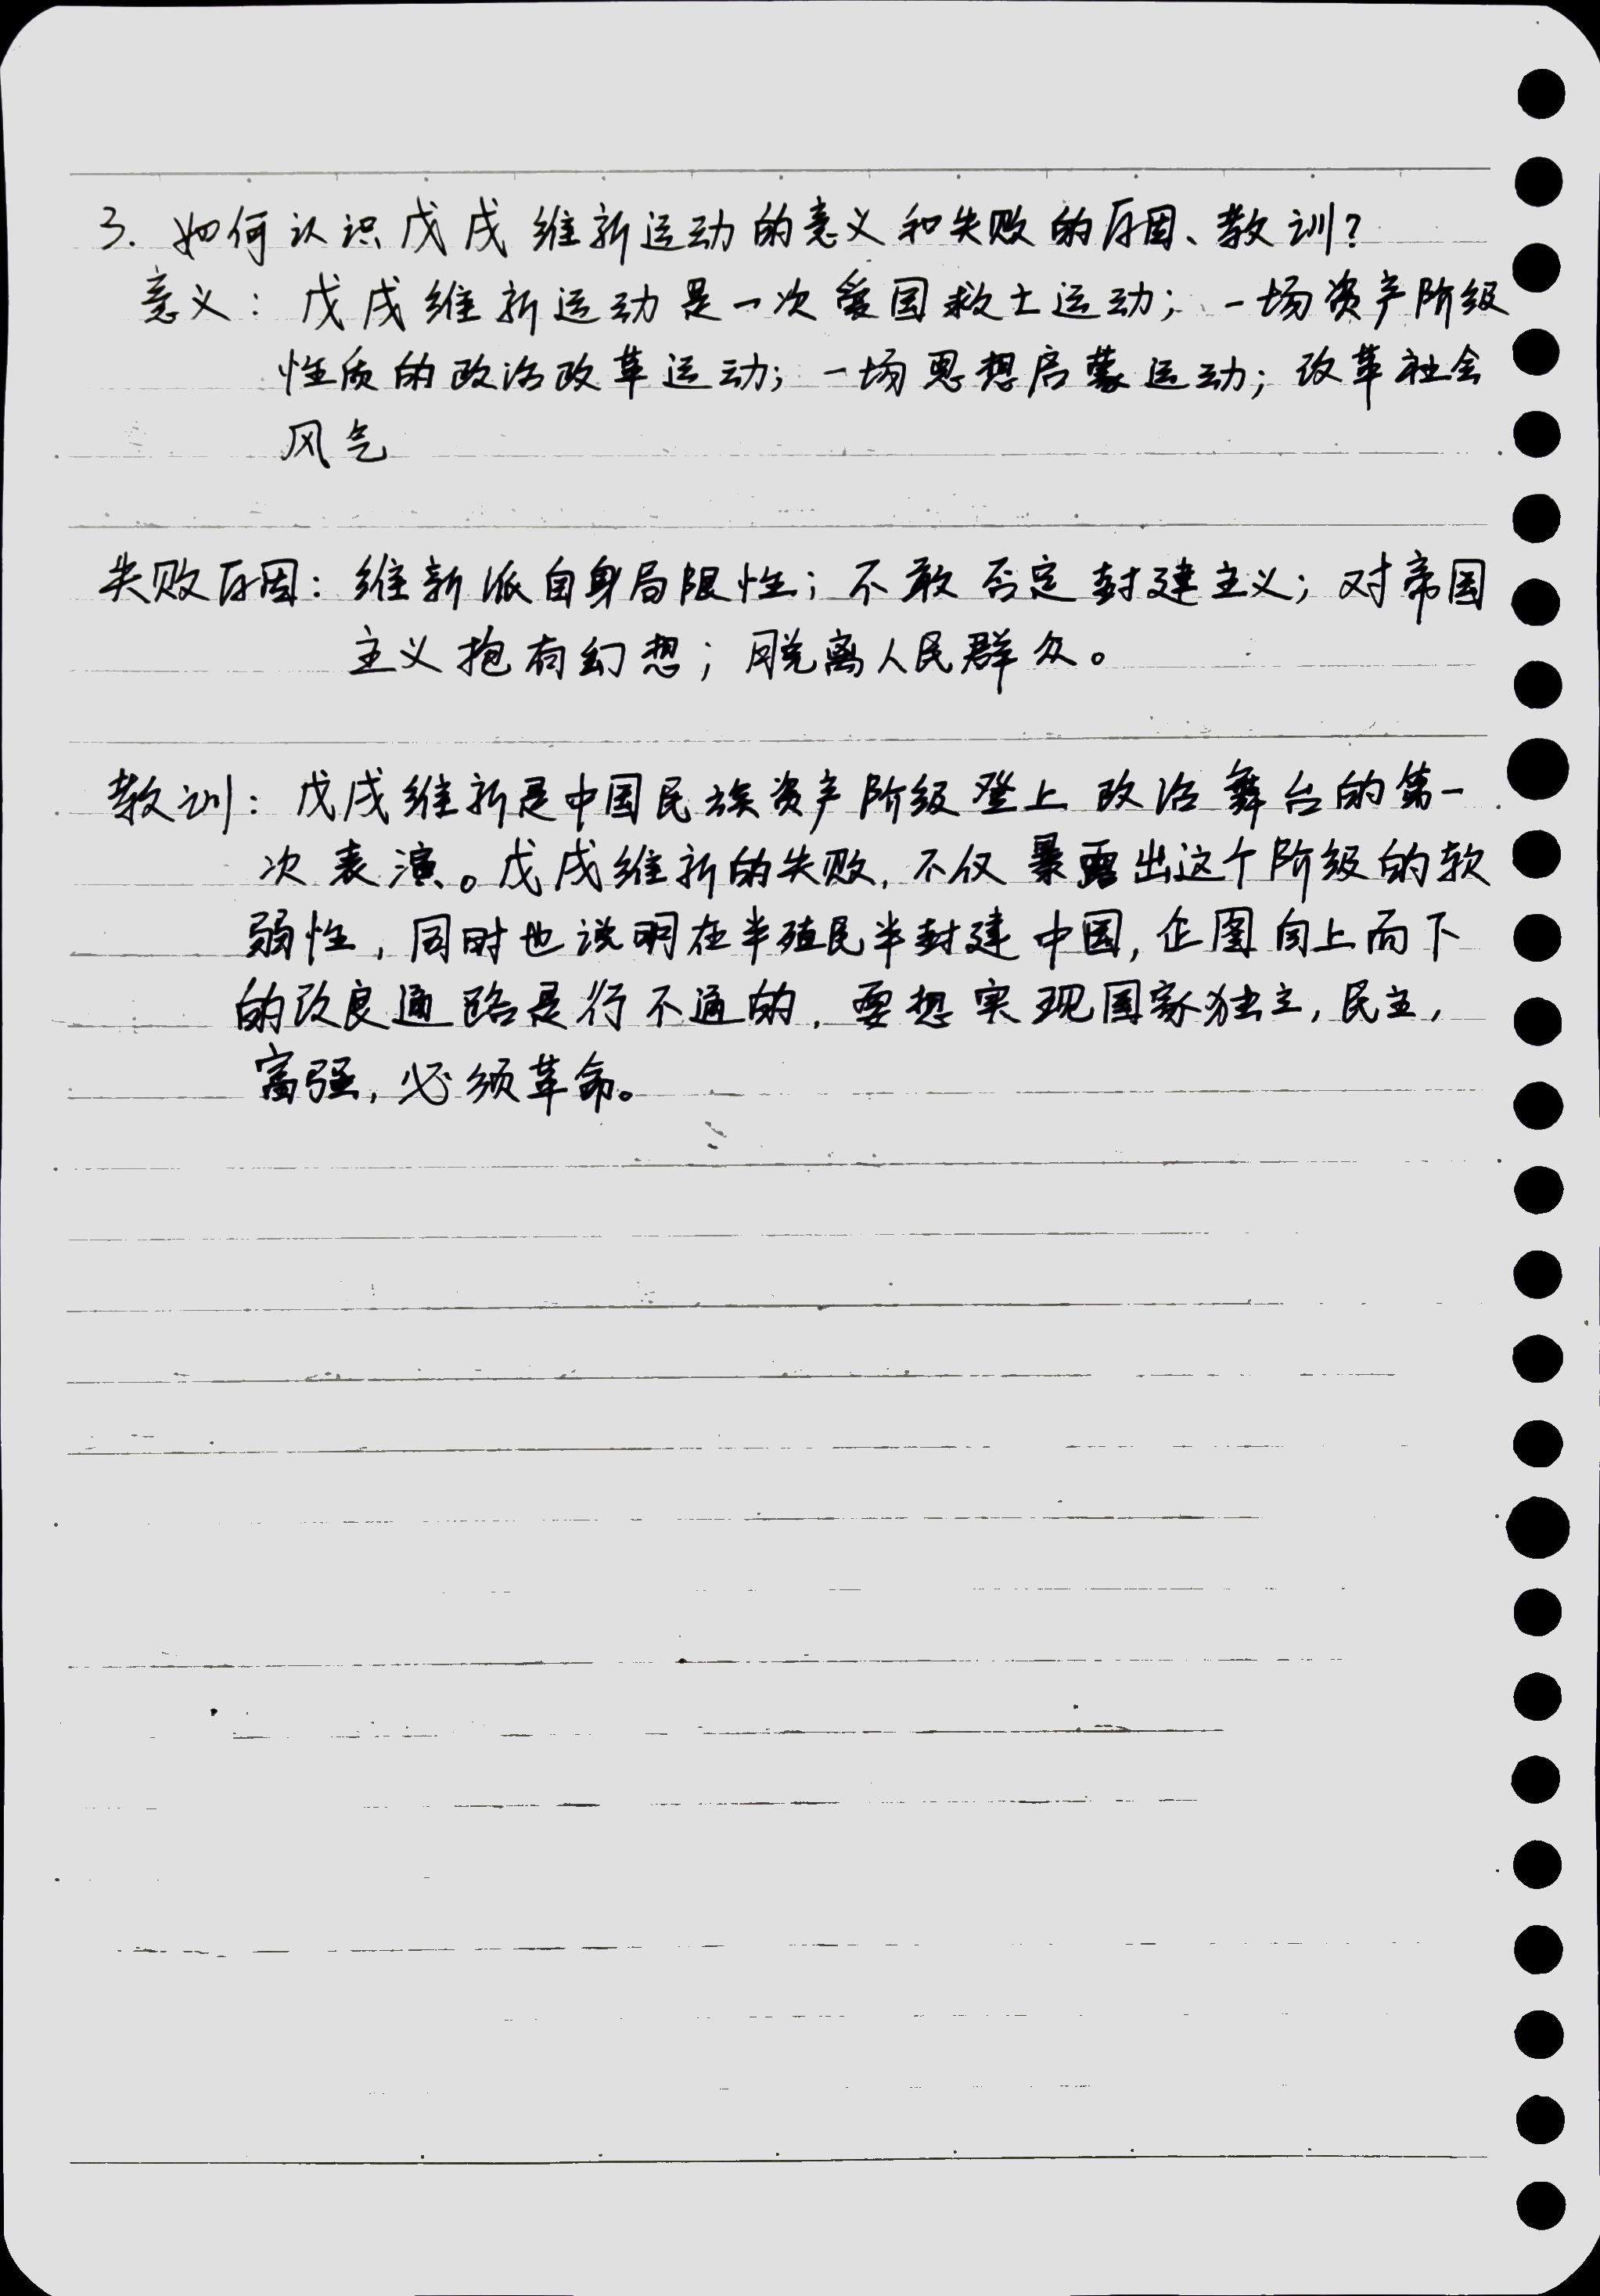 3. 如何认识戊戌维新运动的意义和失败的原因、教训?
意义: 戊戌维新运动是一次爱国救亡运动; 一场资产阶级
性质的政治改革运动; 一场思想启蒙运动; 改革社会
风气
失败原因: 维新派自身局限性; 不敢否定封建主义; 对帝国
主义抱有幻想; 脱离人民群众。
教训: 戊戌维新是中国民族资产阶级登上政治舞台的第一
次表演。戊戌维新的失败, 不仅暴露出这个阶级的软
弱性, 同时也说明在半殖民半封建中国, 企图自上而下
的改良通路是行不通的, 要想实现国家独立, 民主,
富强, 必须革命。